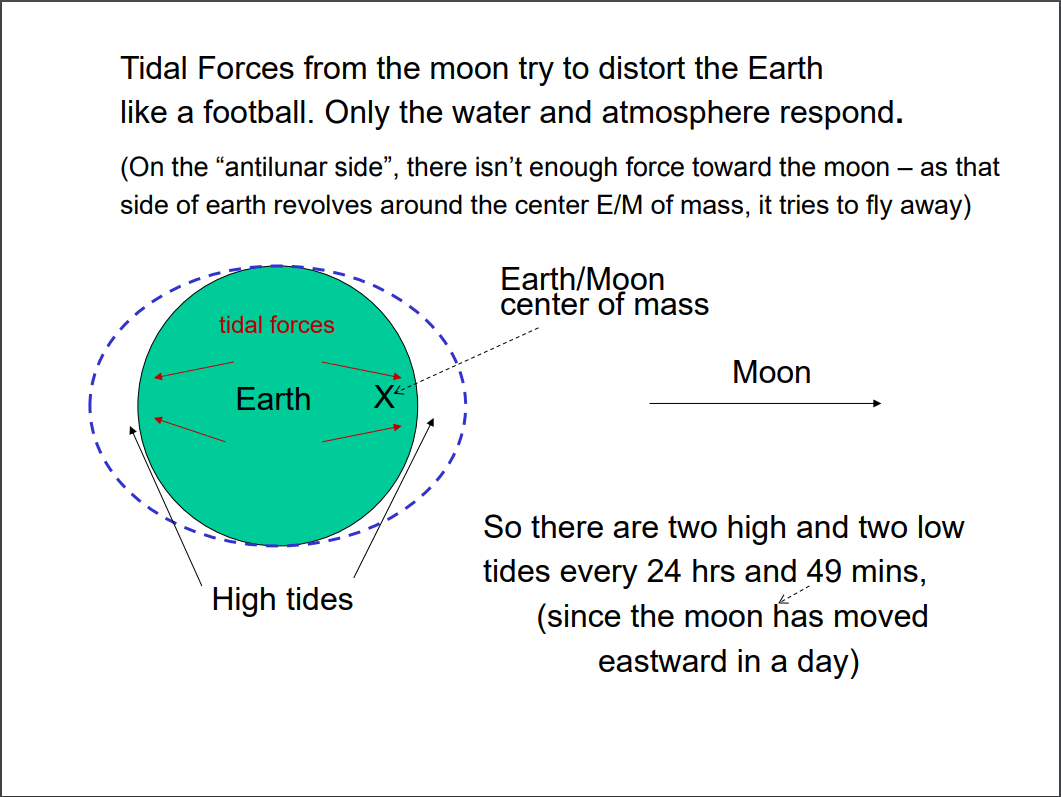 Tidal Forces from the moon try to distort the Earth
like a football. Only the water and atmosphere respond.
(On the “antilunar side”, there isn’t enough force toward the moon – as that
side of earth revolves around the center E/M of mass, it tries to fly away)
Earth/Moon
center of mass
tidal forces
Moon
Earth
X
So there are two high and two low
tides every 24 hrs and 49 mins,
High tides
(since the moon has moved
eastward in a day)